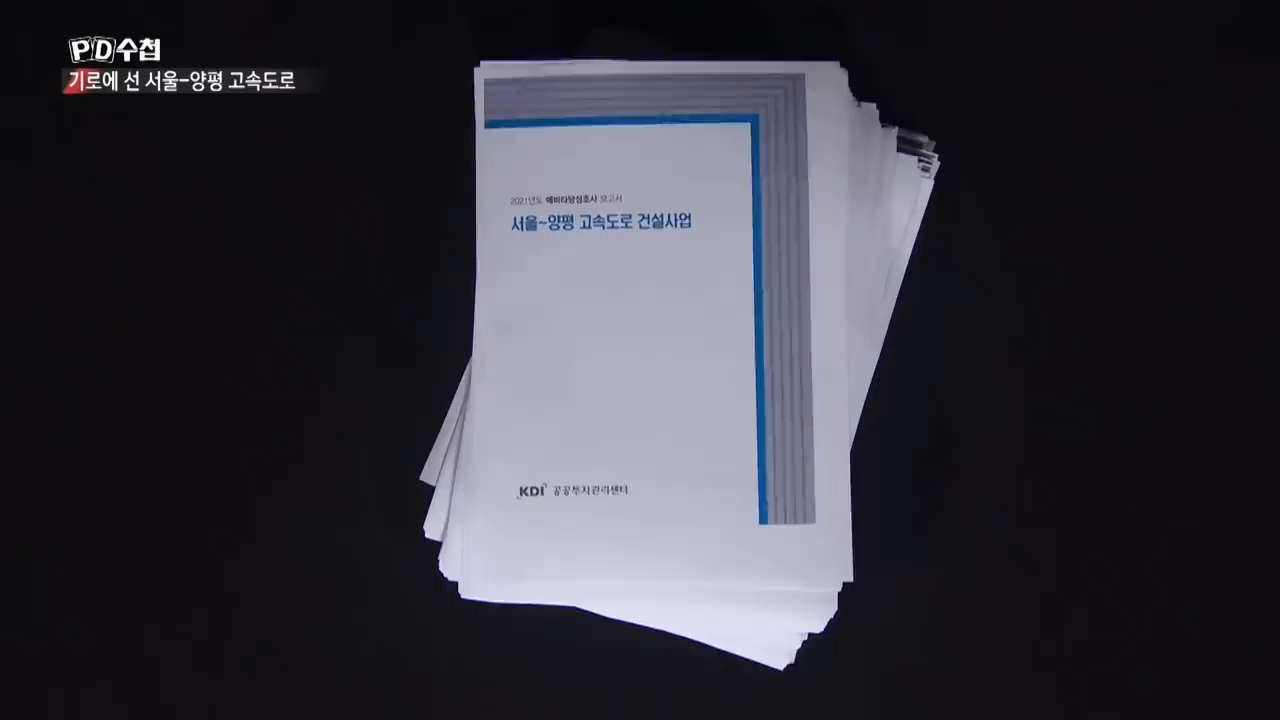 PD수첩
기로에 선 서울-양평 고속도로
2021년도 예비타당성조사 보고서
서울~양평 고속도로 건설사업
KDI 공공투자관리센터